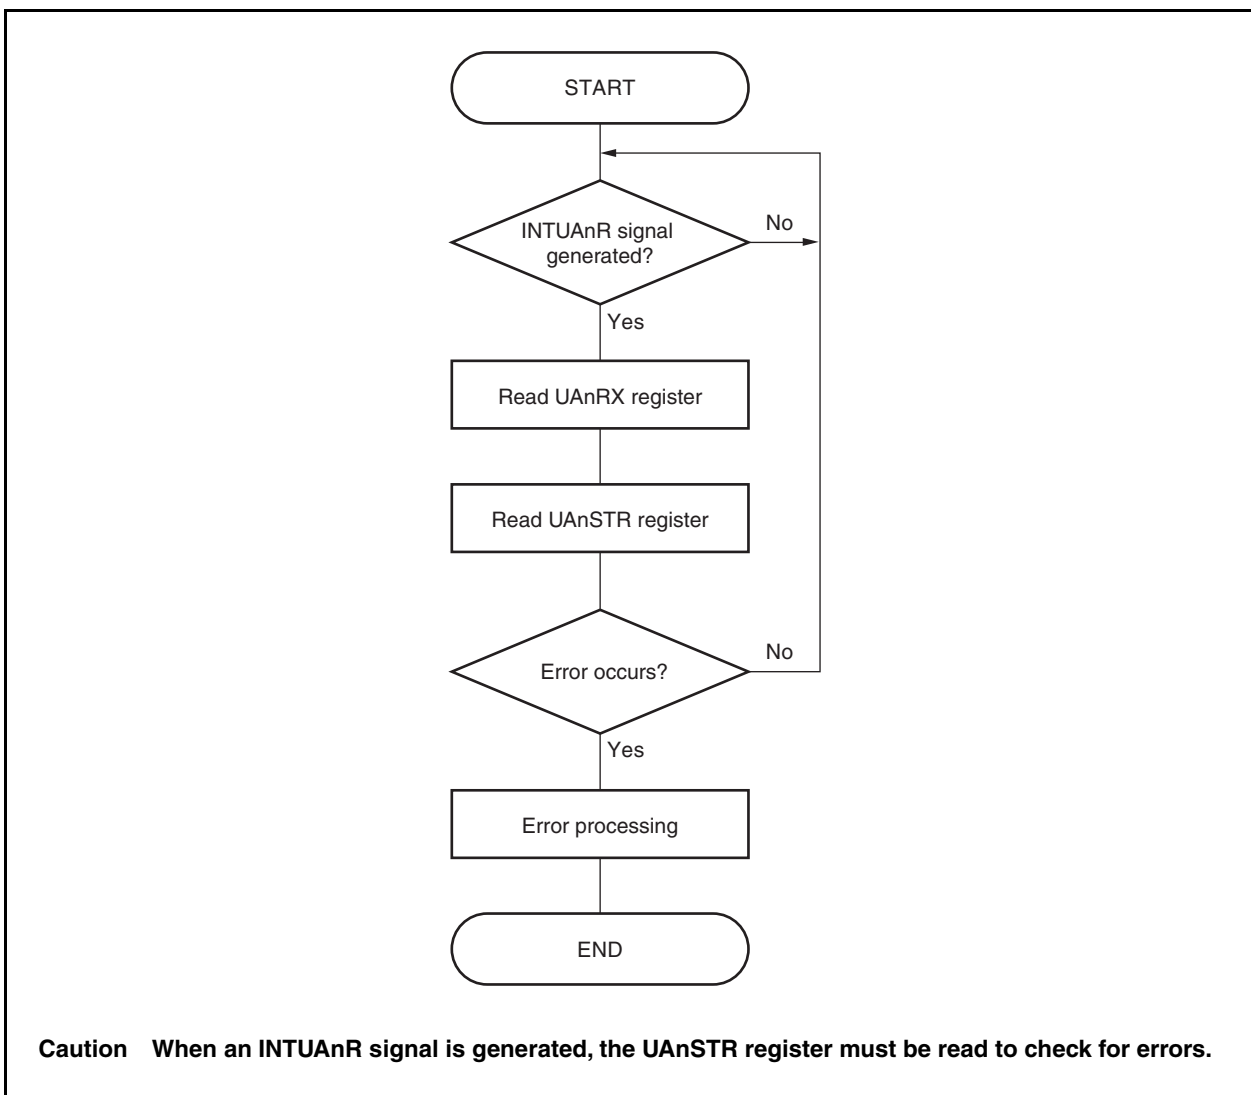 START
INTUAnR signal
generated?
No
Yes
Read UAnRX register
Read UAnSTR register
Error occurs?
No
Yes
Error processing
END
Caution When an INTUAnR signal is generated, the UAnSTR register must be read to check for errors.